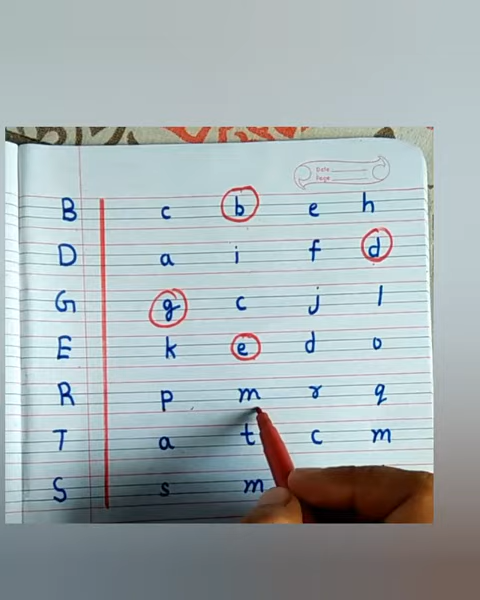 Date
Page
B c b e h
D a i f d
G g c j l
E k e d o
R p m r q
T a t c m
S s m